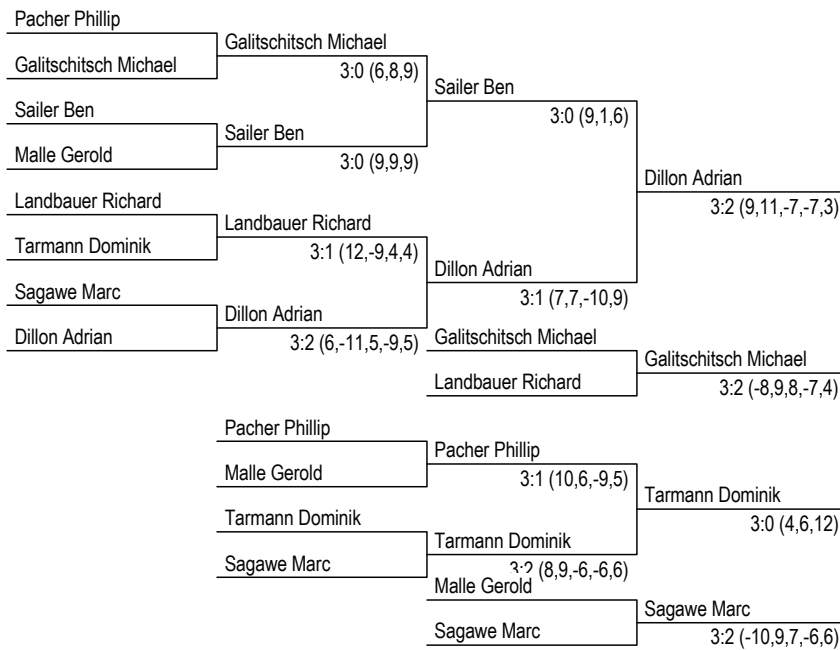 Pacher Phillip
Galitschitsch Michael
Galitschitsch Michael
3:0 (6,8,9)
Sailer Ben
Sailer Ben
3:0 (9,1,6)
Sailer Ben
Malle Gerold
3:0 (9,9,9)
Dillon Adrian
3:2 (9,11,-7,-7,3)
Landbauer Richard
Landbauer Richard
Tarmann Dominik
3:1 (12,-9,4,4)
Dillon Adrian
3:1 (7,7,-10,9)
Sagawe Marc
Dillon Adrian
Dillon Adrian
3:2 (6,-11,5,-9,5)
Galitschitsch Michael
Galitschitsch Michael
3:2 (-8,9,8,-7,4)
Landbauer Richard
Pacher Phillip
Pacher Phillip
Malle Gerold
3:1 (10,6,-9,5)
Tarmann Dominik
3:0 (4,6,12)
Tarmann Dominik
Tarmann Dominik
Sagawe Marc
3:2 (8,9,-6,-6,6)
Malle Gerold
Sagawe Marc
Sagawe Marc
3:2 (-10,9,7,-6,6)